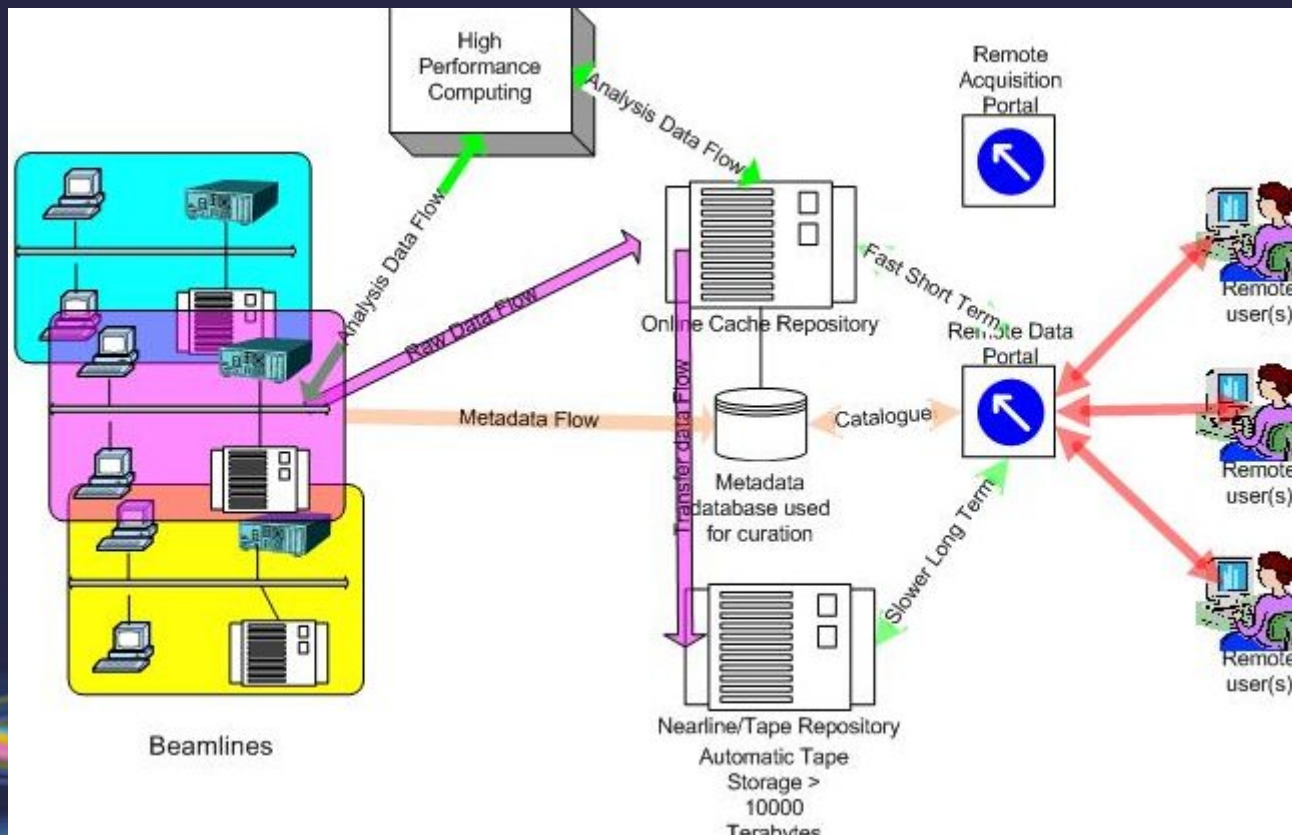 High
Performance
Computing
Analysis Data Flow
Remote
Acquisition
Portal
Analysis Data Flow
Raw Data Flow
Online Cache Repository
Fast Short Term
Remote Data
Portal
Remote
user(s)
Metadata Flow
Transfer data Flow
Catalogue
Metadata
database used
for curation
Remote
user(s)
Slower Long Term
Remote
user(s)
Nearline/Tape Repository
Automatic Tape
Storage >
10000
Terabytes
Beamlines